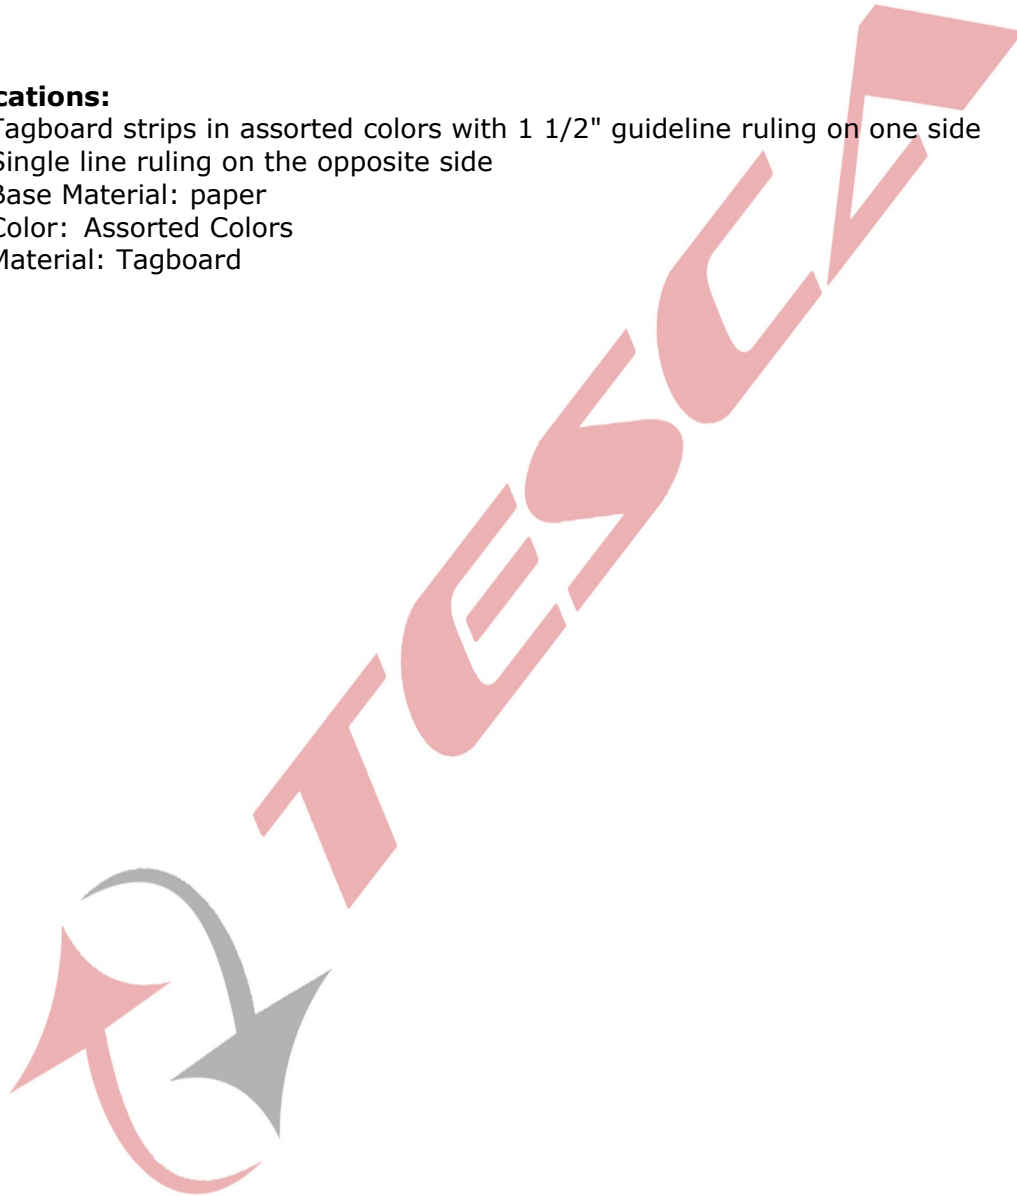 cations:
Tagboard strips in assorted colors with 1 1/2" guideline ruling on one side
Single line ruling on the opposite side
Base Material: paper
Color: Assorted Colors
Material: Tagboard
TESCA